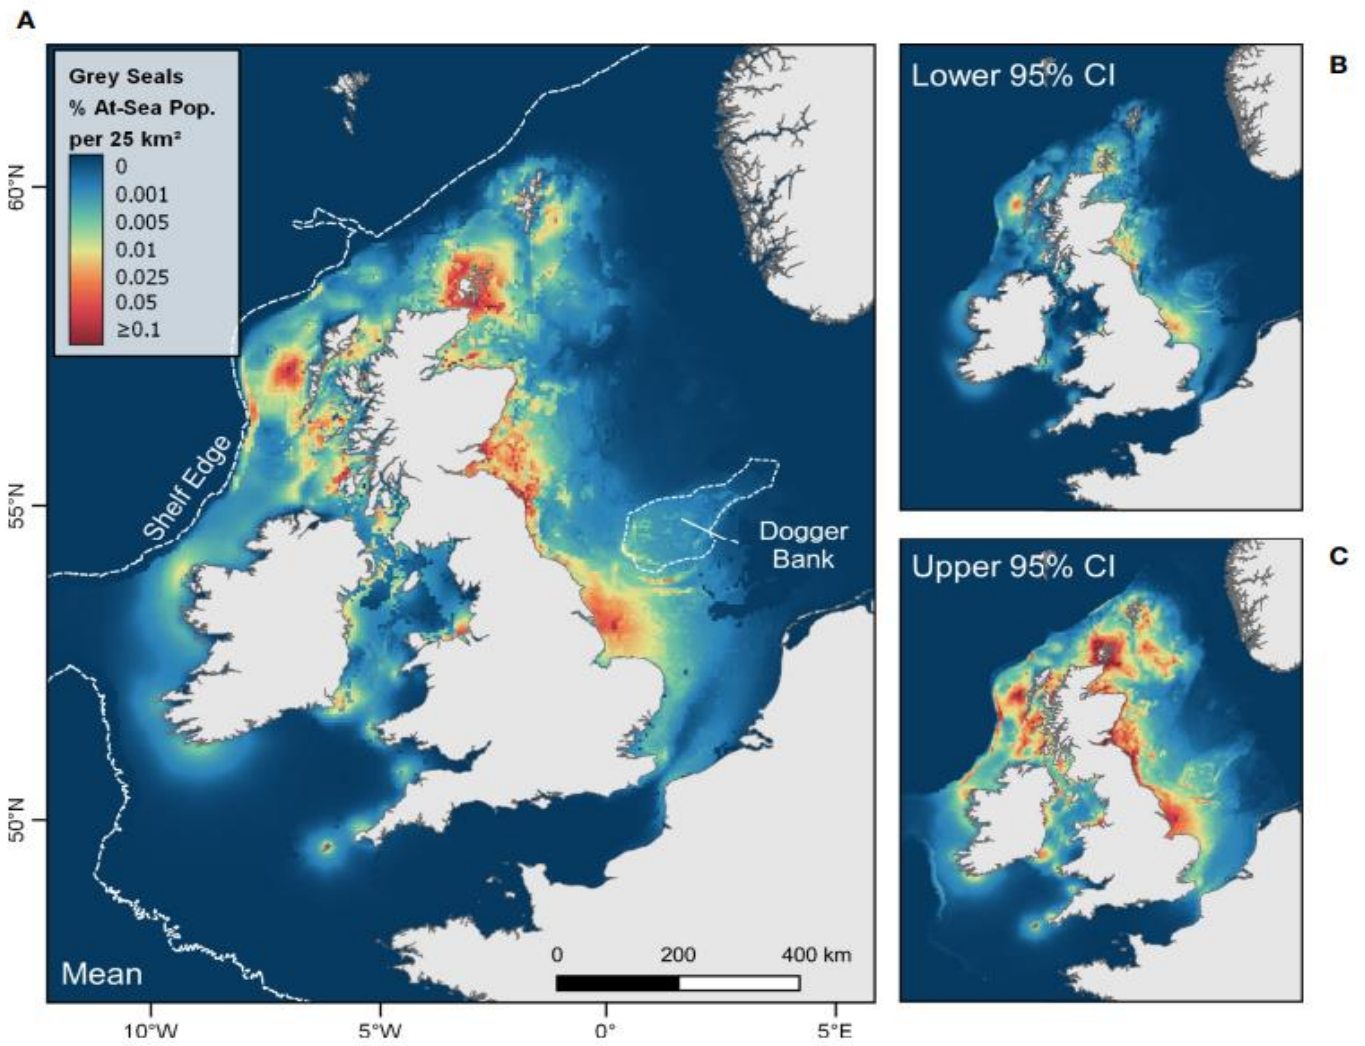 A
Grey Seals
% At-Sea Pop.
per 25 km²
0
0.001
0.005
0.01
0.025
0.05
≥0.1
60°N
55°N
50°N
Shelf Edge
Dogger
Bank
Mean
0 200 400 km
10°W 5°W 0° 5°E
Lower 95% CI
B
Upper 95% CI
C